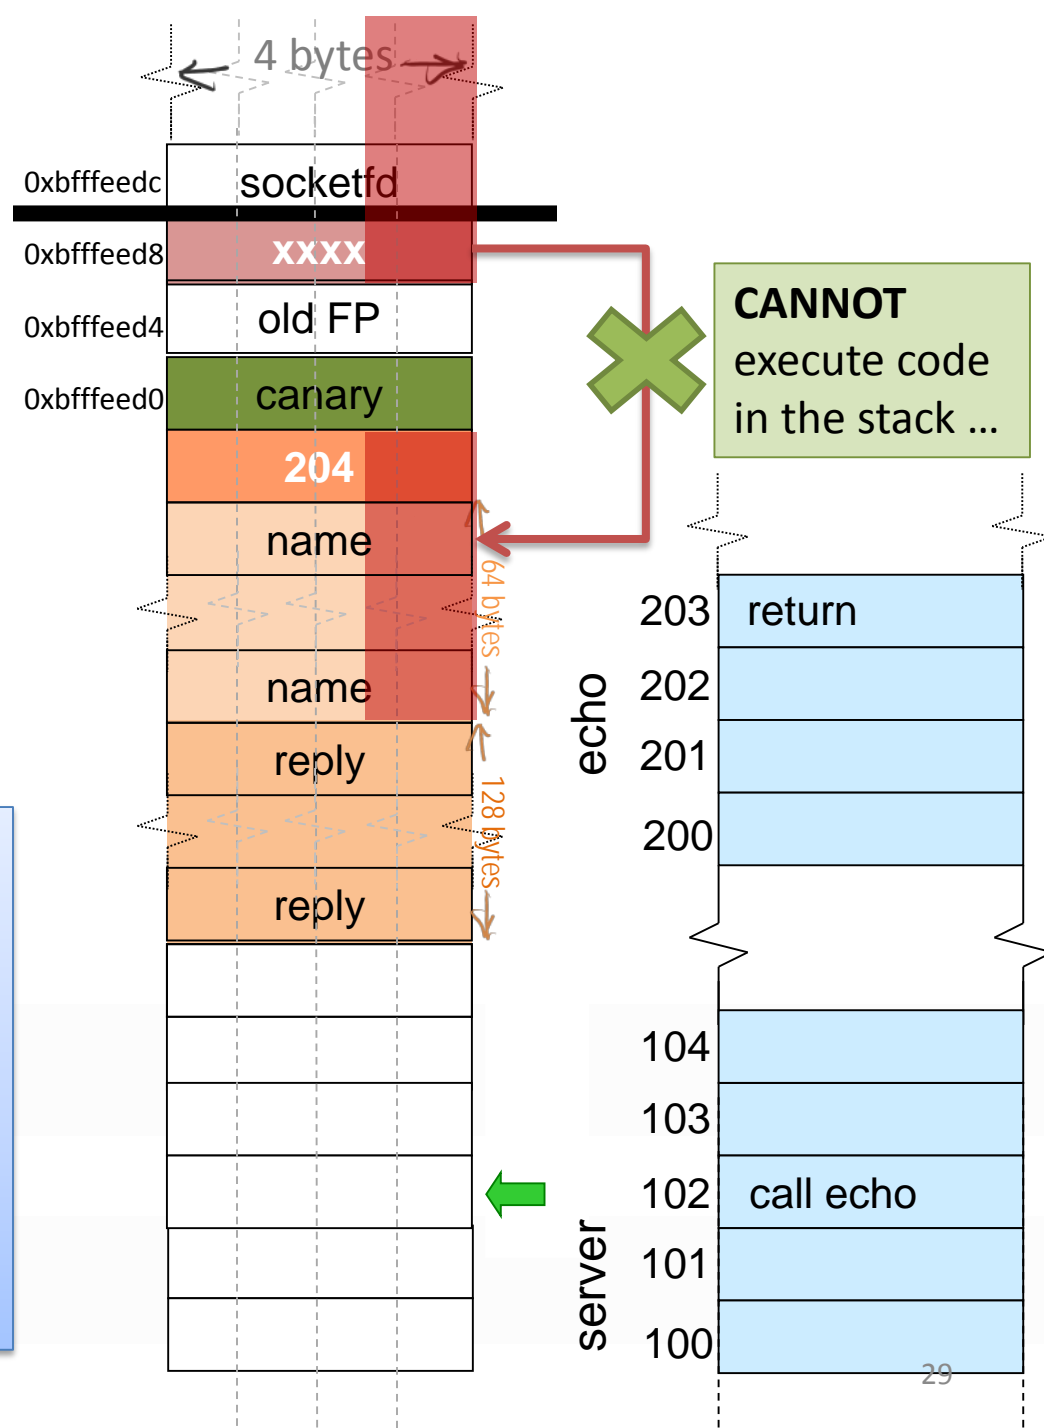 4 bytes
0xbfffeedc
socketfd
0xbfffeed8
xxxx
0xbfffeed4
old FP
0xbfffeed0
canary
204
name
64 bytes
name
reply
128 bytes
reply
CANNOT
execute code
in the stack ...
echo
203 return
202
201
200
server
104
103
102 call echo
101
100
29